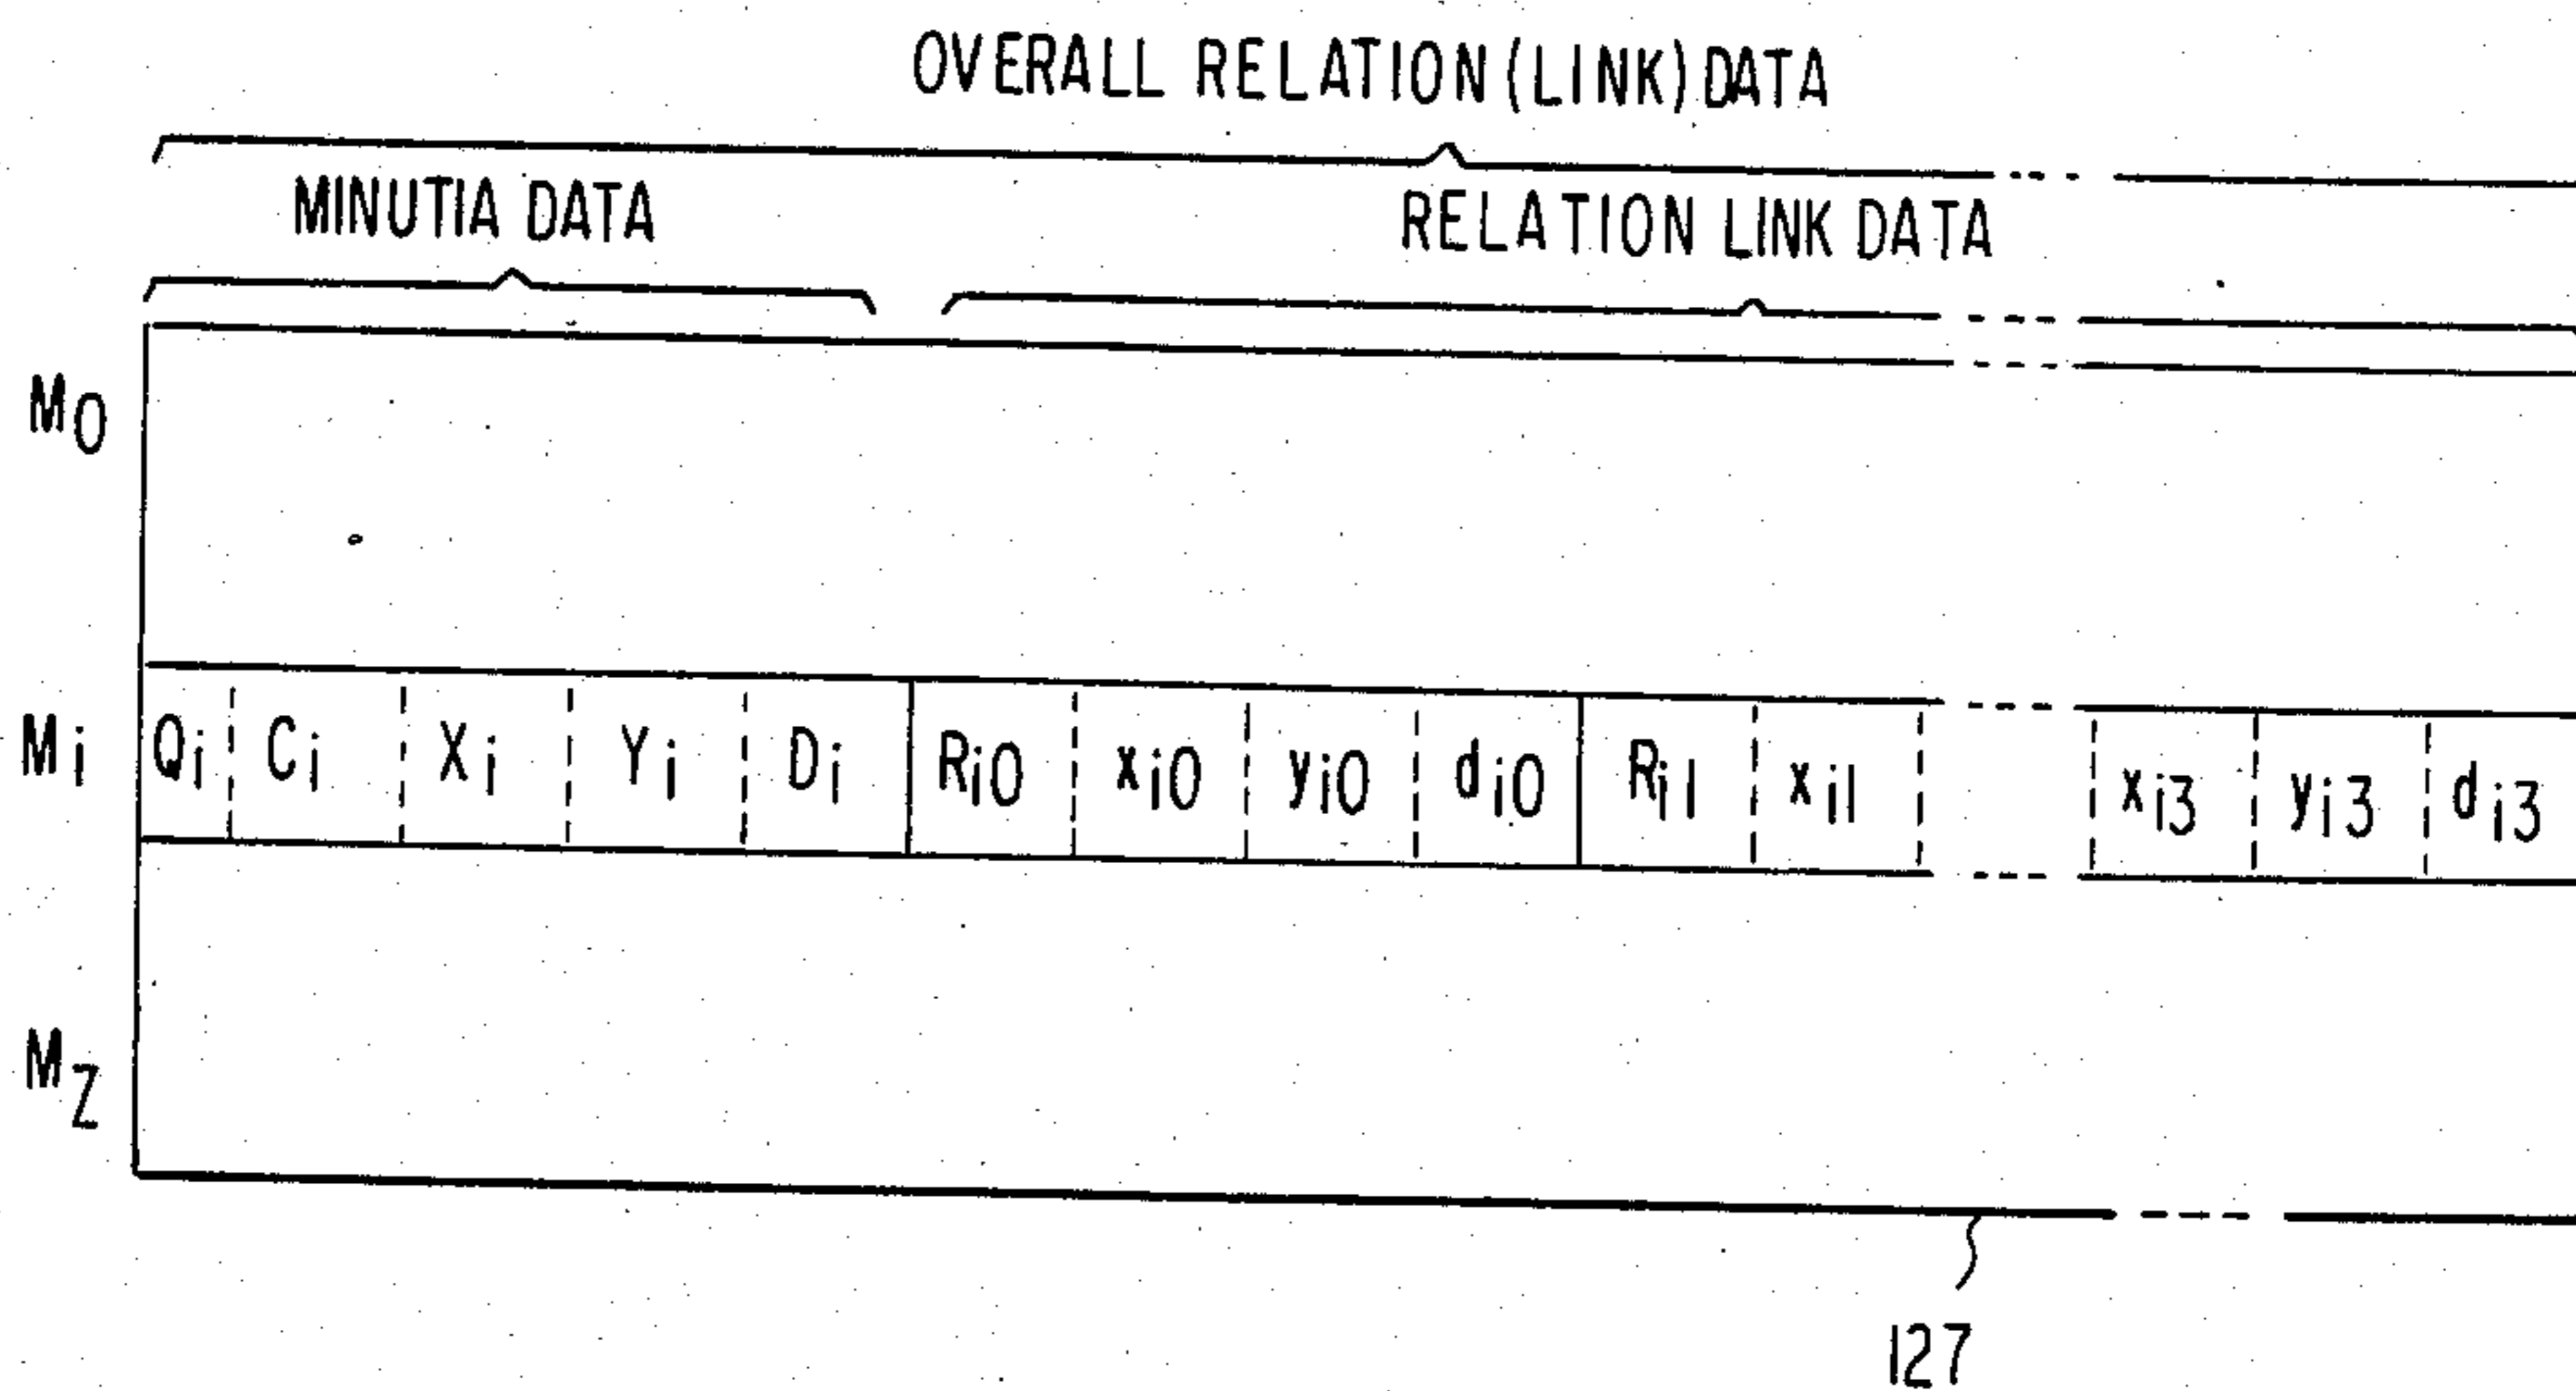 OVERALL RELATION (LINK) DATA
MINUTIA DATA RELATION LINK DATA
M0
Mi Qi Ci Xi Yi Di Ri0 xi0 yi0 di0 Ri1 xi1 xi3 yi3 di3
MZ
127